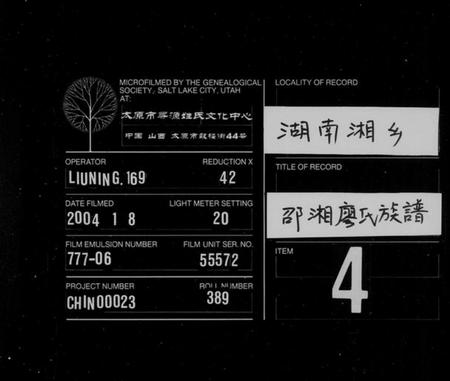 MICROFILMED BY THE GENEALOGICAL
SOCIETY, SALT LAKE CITY, UTAH
AT:
太原市尋源姓氏文化中心
中国 山西 太原市鼓楼街44号
OPERATOR
LIUNING.169
REDUCTION X
42
DATE FILMED
2004 1 8
LIGHT METER SETTING
20
FILM EMULSION NUMBER
777-06
FILM UNIT SER. NO.
55572
PROJECT NUMBER
CHIN00023
ROLL NUMBER
389
LOCALITY OF RECORD
湖南湘乡
TITLE OF RECORD
邵湘廖氏族譜
ITEM
4